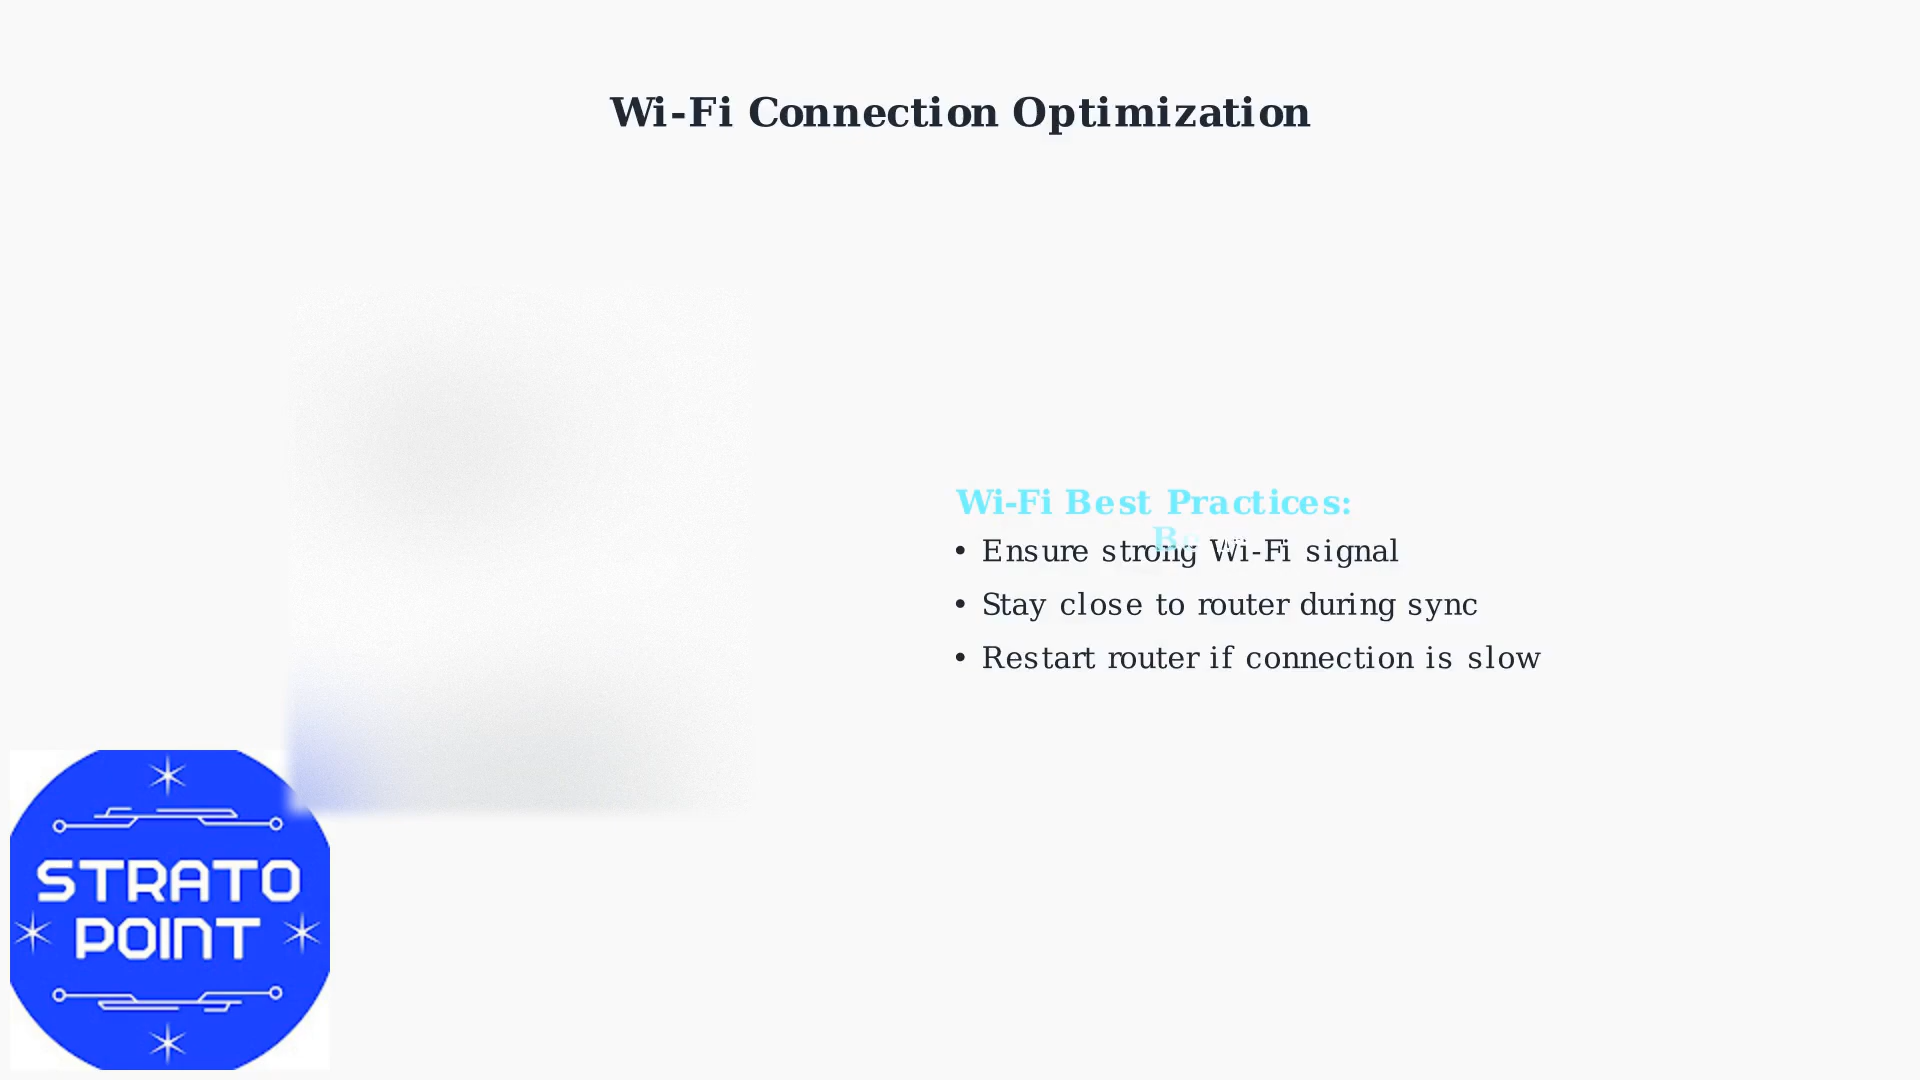 Wi-Fi Connection Optimization
Wi-Fi Best Practices:
• Ensure strong Wi-Fi signal
• Stay close to router during sync
• Restart router if connection is slow
STRATO
POINT